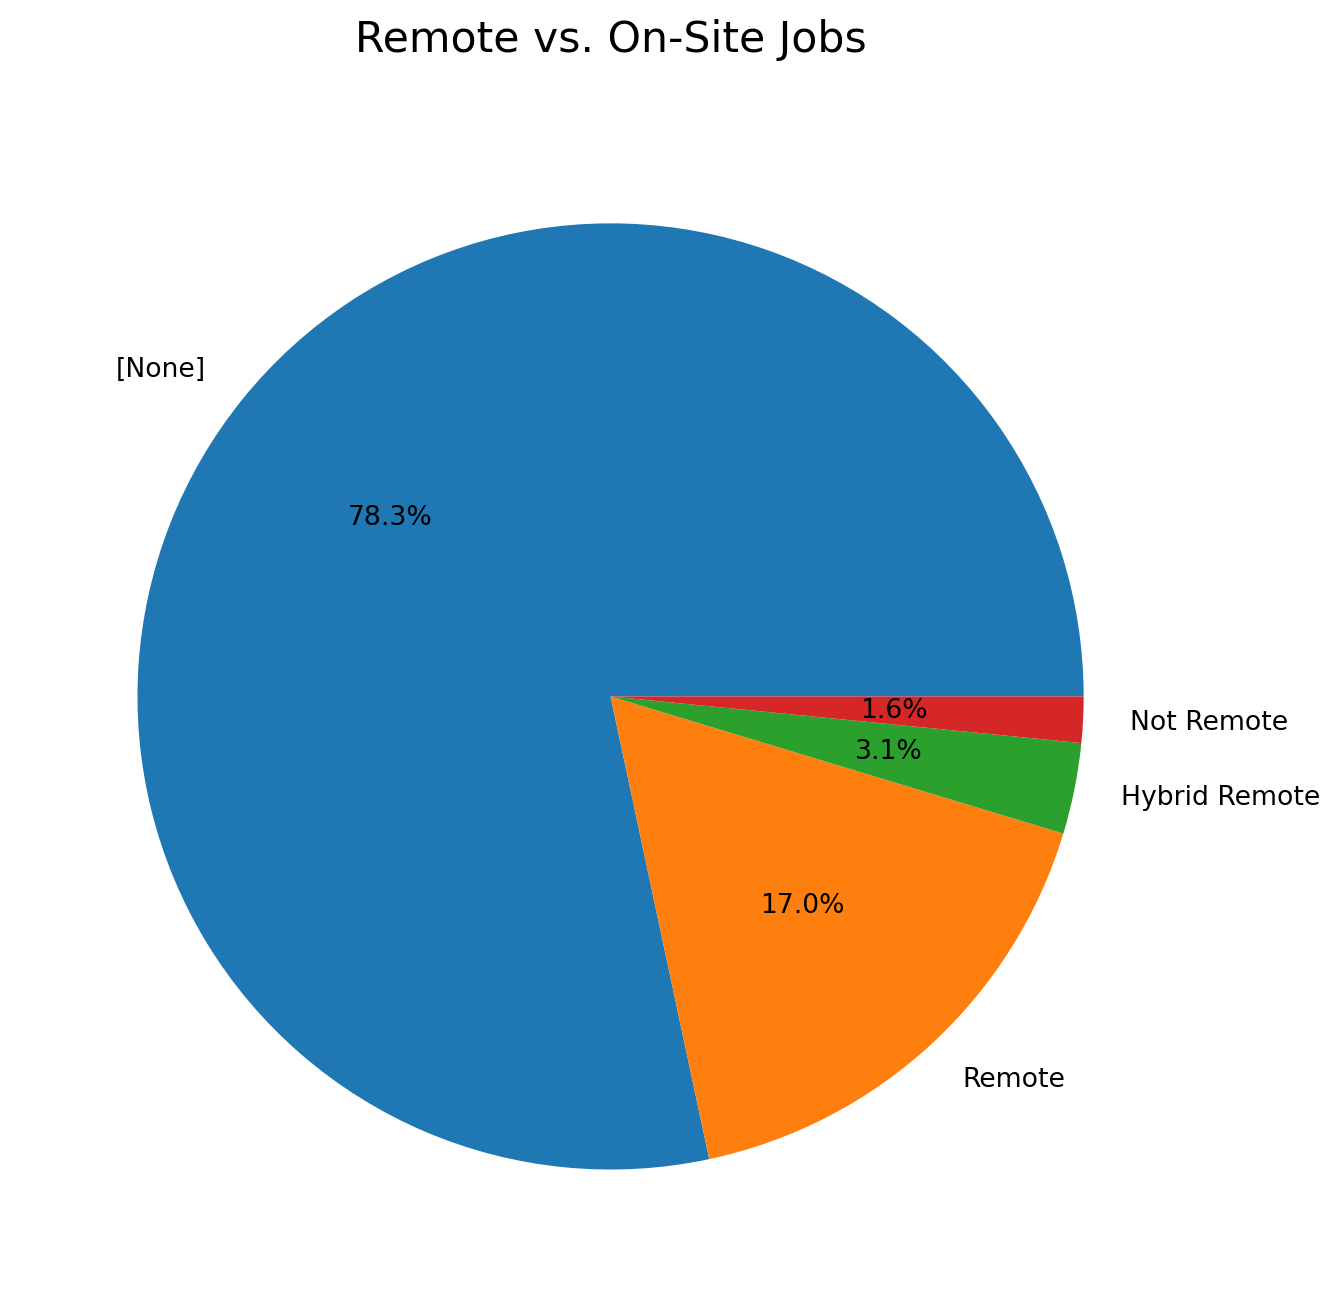 Remote vs. On-Site Jobs
[None]
78.3%
1.6%
Not Remote
3.1%
Hybrid Remote
17.0%
Remote